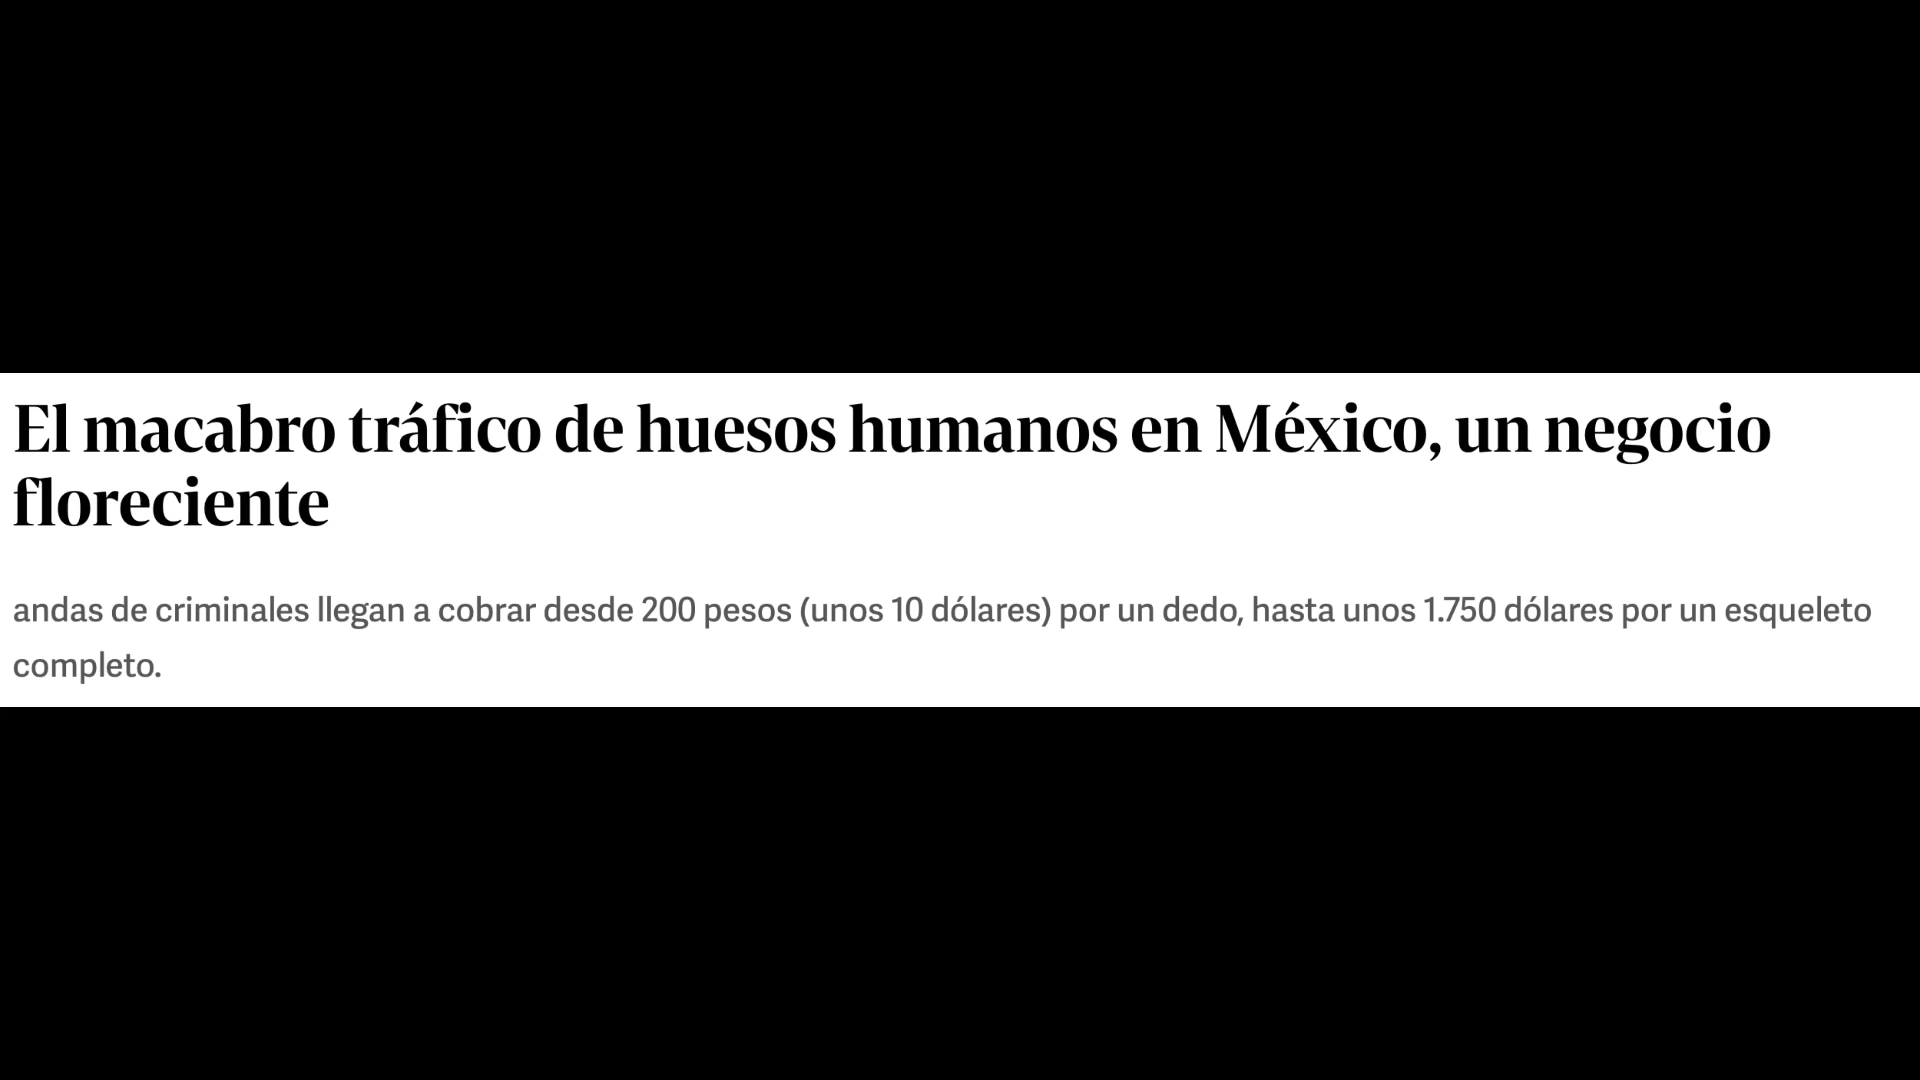 El macabro tráfico de huesos humanos en México, un negocio
floreciente
andas de criminales llegan a cobrar desde 200 pesos (unos 10 dólares) por un dedo, hasta unos 1.750 dólares por un esqueleto
completo.